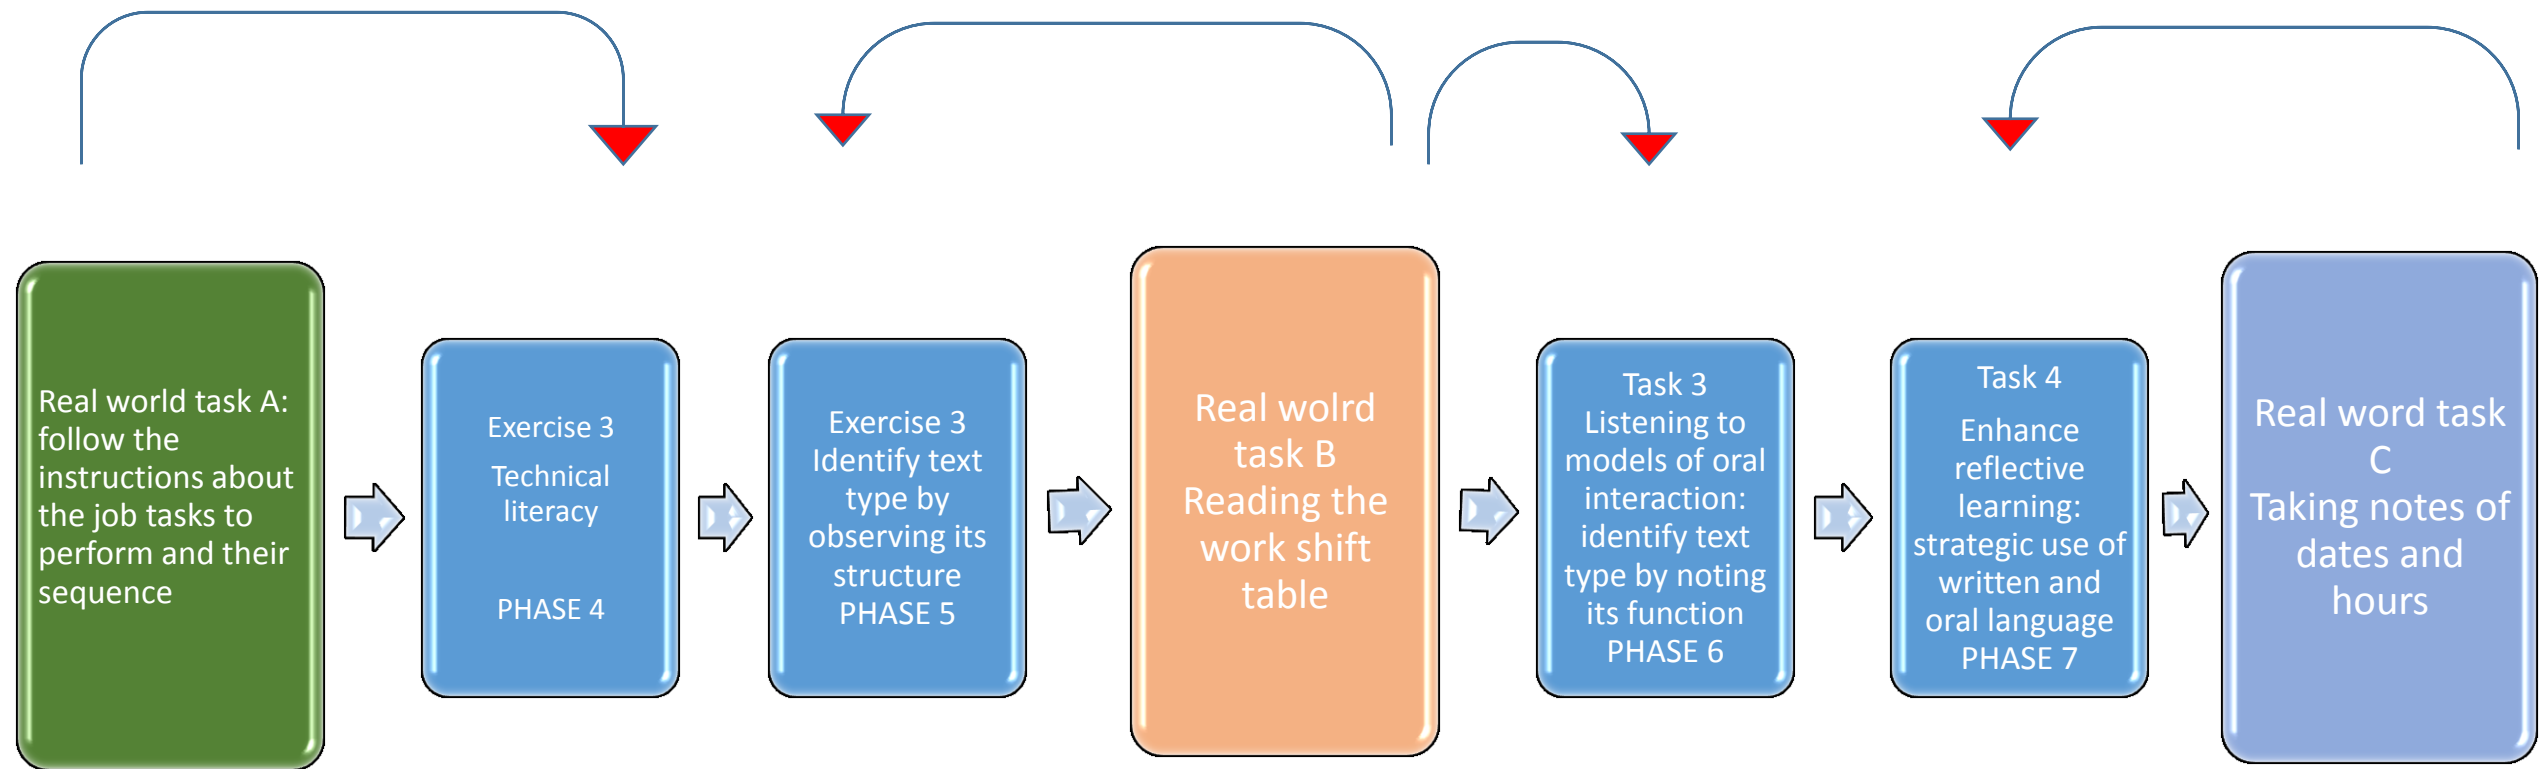 Real world task A:
follow the
instructions about
the job tasks to
perform and their
sequence
Exercise 3
Technical
literacy
PHASE 4
Exercise 3
Identify text
type by
observing its
structure
PHASE 5
Real wolrd
task B
Reading the
work shift
table
Task 3
Listening to
models of oral
interaction:
identify text
type by noting
its function
PHASE 6
Task 4
Enhance
reflective
learning:
strategic use of
written and
oral language
PHASE 7
Real word task
C
Taking notes of
dates and
hours